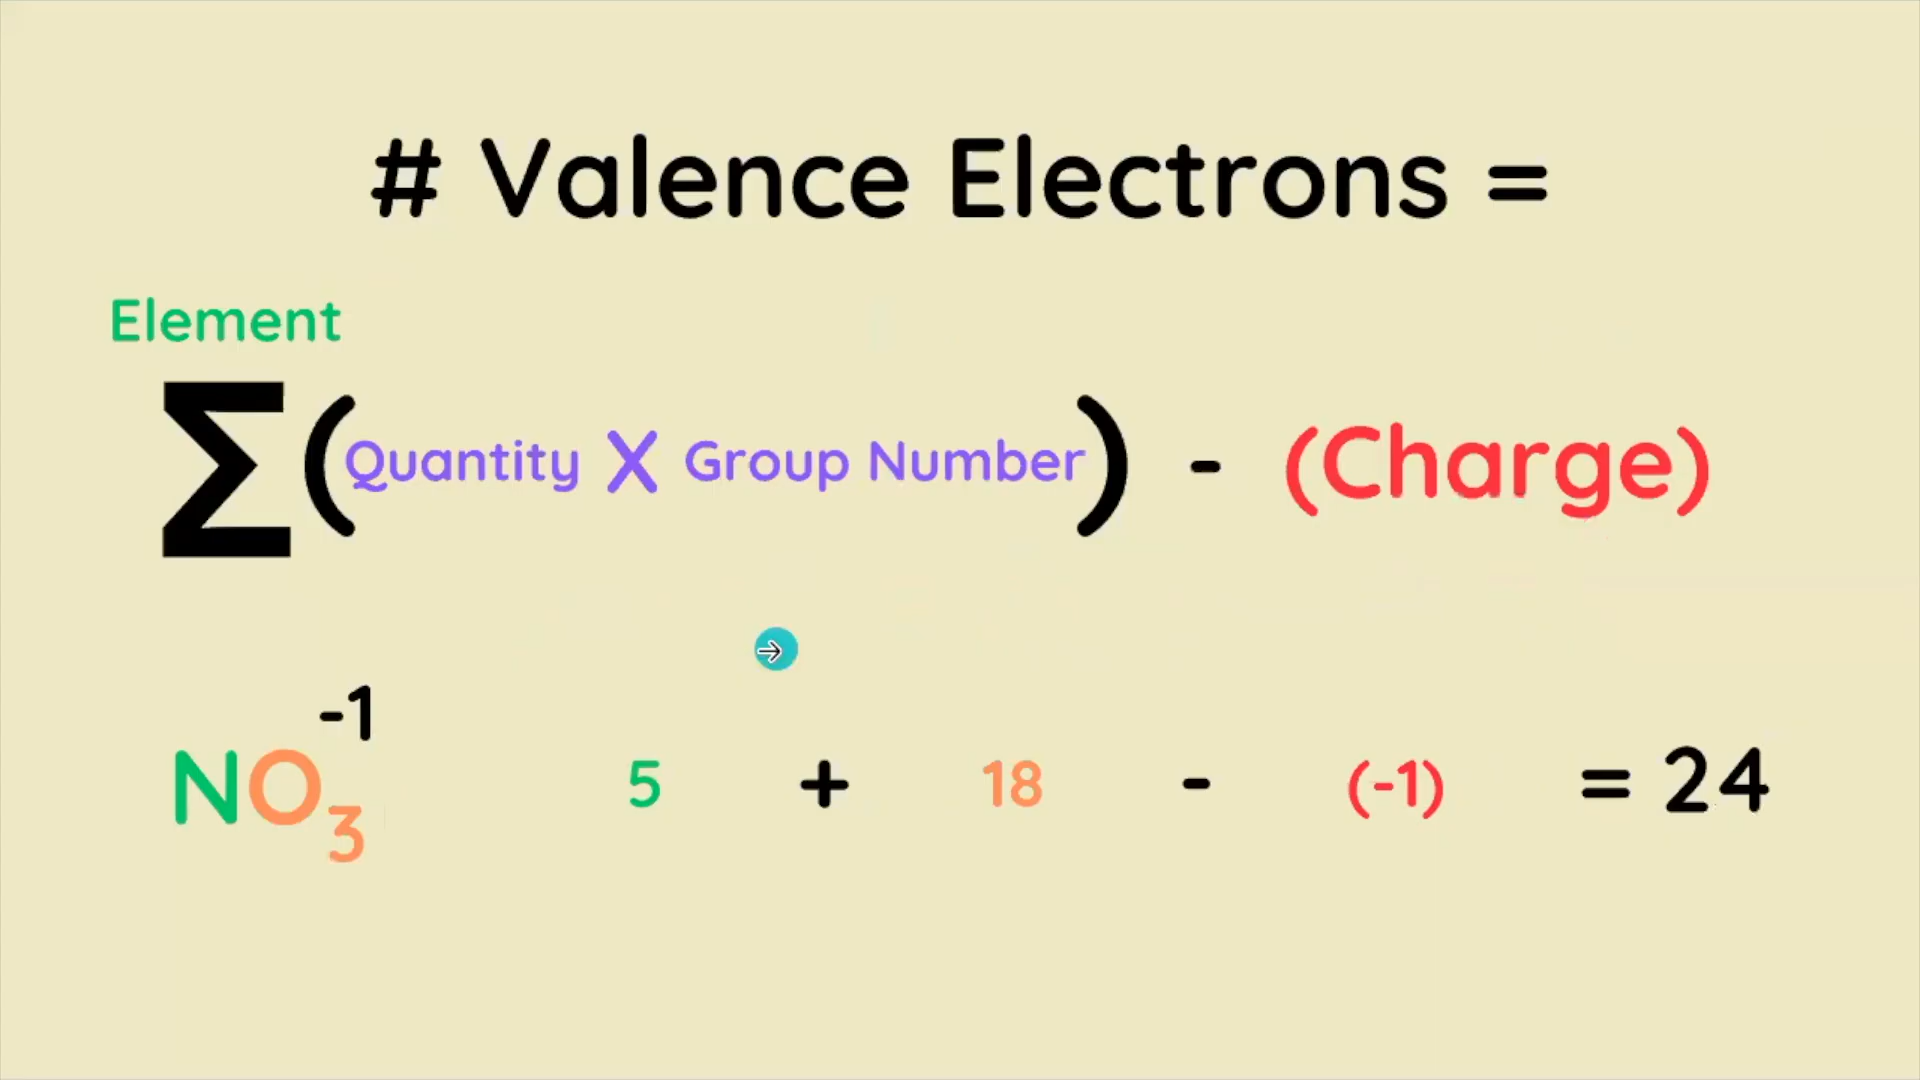 # Valence Electrons =
Element
Σ(Quantity X Group Number) - (Charge)
NO₃⁻¹ 5 + 18 - (-1) = 24